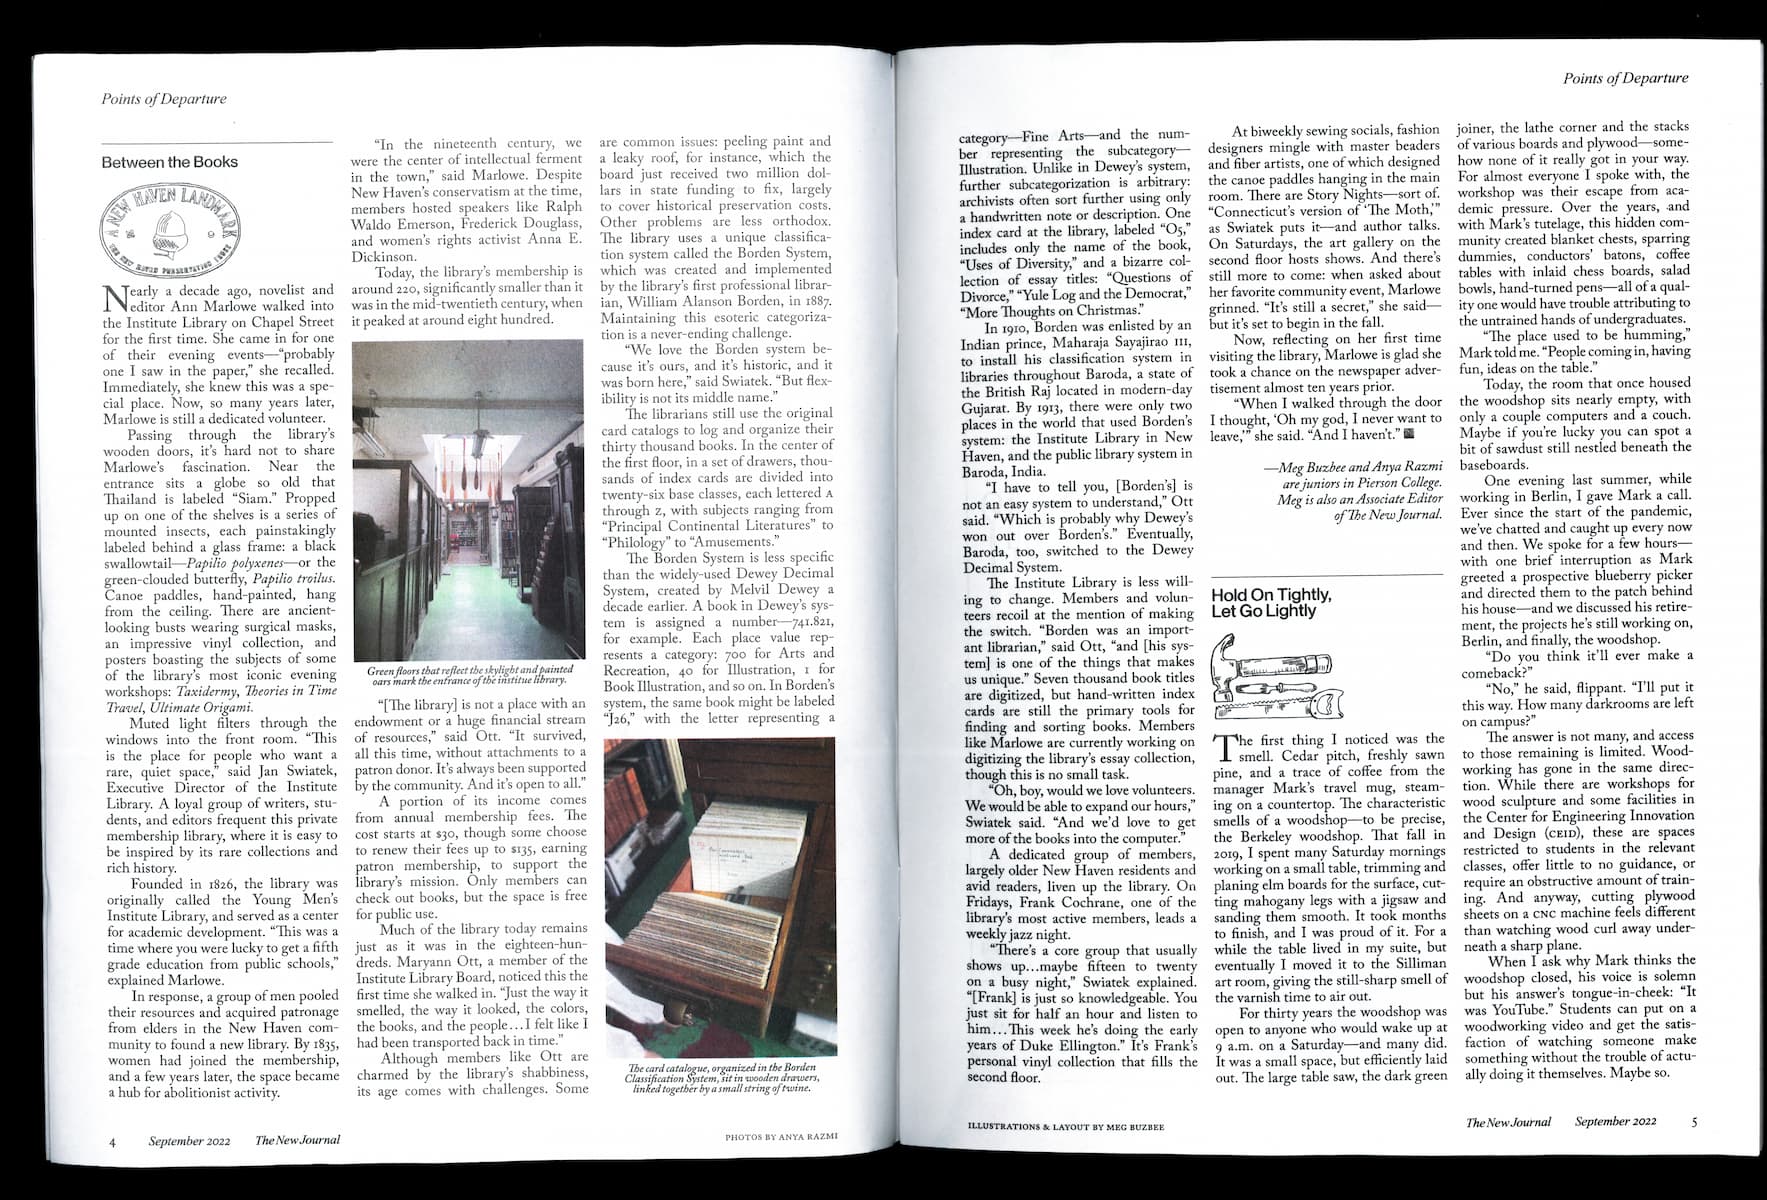 Points of Departure
Between the Books
A NEW HAVEN LANDMARK
THE NEW HAVEN PRESERVATION
Nearly a decade ago, novelist and
editor Ann Marlowe walked into
the Institute Library on Chapel Street
for the first time. She came in for one
of their evening events—“probably
one I saw in the paper,” she recalled.
Immediately, she knew this was a spe-
cial place. Now, so many years later,
Marlowe is still a dedicated volunteer.
Passing through the library’s
wooden doors, it’s hard not to share
Marlowe’s fascination. Near the
entrance sits a globe so old that
Thailand is labeled “Siam.” Propped
up on one of the shelves is a series of
mounted insects, each painstakingly
labeled behind a glass frame: a black
swallowtail—Papilio polyxenes—or the
green-clouded butterfly, Papilio troilus.
Canoe paddles, hand-painted, hang
from the ceiling. There are ancient-
looking busts wearing surgical masks,
an impressive vinyl collection, and
posters boasting the subjects of some
of the library’s most iconic evening
workshops: Taxidermy, Theories in Time
Travel, Ultimate Origami.
Muted light filters through the
windows into the front room. “This
is the place for people who want a
rare, quiet space,” said Jan Swiatek,
Executive Director of the Institute
Library. A loyal group of writers, stu-
dents, and editors frequent this private
membership library, where it is easy to
be inspired by its rare collections and
rich history.
Founded in 1826, the library was
originally called the Young Men’s
Institute Library, and served as a center
for academic development. “This was a
time where you were lucky to get a fifth
grade education from public schools,”
explained Marlowe.
In response, a group of men pooled
their resources and acquired patronage
from elders in the New Haven com-
munity to found a new library. By 1835,
women had joined the membership,
and a few years later, the space became
a hub for abolitionist activity.
“In the nineteenth century, we
were the center of intellectual ferment
in the town,” said Marlowe. Despite
New Haven’s conservatism at the time,
members hosted speakers like Ralph
Waldo Emerson, Frederick Douglass,
and women’s rights activist Anna E.
Dickinson.
Today, the library’s membership is
around 220, significantly smaller than it
was in the mid-twentieth century, when
it peaked at around eight hundred.
Green floors that reflect the skylight and painted
oars mark the entrance of the institue library.
“[The library] is not a place with an
endowment or a huge financial stream
of resources,” said Ott. “It survived,
all this time, without attachments to a
patron donor. It’s always been supported
by the community. And it’s open to all.”
A portion of its income comes
from annual membership fees. The
cost starts at $30, though some choose
to renew their fees up to $135, earning
patron membership, to support the
library’s mission. Only members can
check out books, but the space is free
for public use.
Much of the library today remains
just as it was in the eighteen-hun-
dreds. Maryann Ott, a member of the
Institute Library Board, noticed this the
first time she walked in. “Just the way it
smelled, the way it looked, the colors,
the books, and the people…I felt like I
had been transported back in time.”
Although members like Ott are
charmed by the library’s shabbiness,
its age comes with challenges. Some
are common issues: peeling paint and
a leaky roof, for instance, which the
board just received two million dol-
lars in state funding to fix, largely
to cover historical preservation costs.
Other problems are less orthodox.
The library uses a unique classifica-
tion system called the Borden System,
which was created and implemented
by the library’s first professional librar-
ian, William Alanson Borden, in 1887.
Maintaining this esoteric categoriza-
tion is a never-ending challenge.
“We love the Borden system be-
cause it’s ours, and it’s historic, and it
was born here,” said Swiatek. “But flex-
ibility is not its middle name.”
The librarians still use the original
card catalogs to log and organize their
thirty thousand books. In the center of
the first floor, in a set of drawers, thou-
sands of index cards are divided into
twenty-six base classes, each lettered A
through Z, with subjects ranging from
“Principal Continental Literatures” to
“Philology” to “Amusements.”
The Borden System is less specific
than the widely-used Dewey Decimal
System, created by Melvil Dewey a
decade earlier. A book in Dewey’s sys-
tem is assigned a number—741.821,
for example. Each place value rep-
resents a category: 700 for Arts and
Recreation, 40 for Illustration, 1 for
Book Illustration, and so on. In Borden’s
system, the same book might be labeled
“J26,” with the letter representing a
The card catalogue, organized in the Borden
Classification System, sit in wooden drawers,
linked together by a small string of twine.
4 September 2022 The New Journal
PHOTOS BY ANYA RAZMI
Points of Departure
category—Fine Arts—and the num-
ber representing the subcategory—
Illustration. Unlike in Dewey’s system,
further subcategorization is arbitrary:
archivists often sort further using only
a handwritten note or description. One
index card at the library, labeled “O5,”
includes only the name of the book,
“Uses of Diversity,” and a bizarre col-
lection of essay titles: “Questions of
Divorce,” “Yule Log and the Democrat,”
“More Thoughts on Christmas.”
In 1910, Borden was enlisted by an
Indian prince, Maharaja Sayajirao III,
to install his classification system in
libraries throughout Baroda, a state of
the British Raj located in modern-day
Gujarat. By 1913, there were only two
places in the world that used Borden’s
system: the Institute Library in New
Haven, and the public library system in
Baroda, India.
“I have to tell you, [Borden’s] is
not an easy system to understand,” Ott
said. “Which is probably why Dewey’s
won out over Borden’s.” Eventually,
Baroda, too, switched to the Dewey
Decimal System.
The Institute Library is less will-
ing to change. Members and volun-
teers recoil at the mention of making
the switch. “Borden was an import-
ant librarian,” said Ott, “and [his sys-
tem] is one of the things that makes
us unique.” Seven thousand book titles
are digitized, but hand-written index
cards are still the primary tools for
finding and sorting books. Members
like Marlowe are currently working on
digitizing the library’s essay collection,
though this is no small task.
“Oh, boy, would we love volunteers.
We would be able to expand our hours,”
Swiatek said. “And we’d love to get
more of the books into the computer.”
A dedicated group of members,
largely older New Haven residents and
avid readers, liven up the library. On
Fridays, Frank Cochrane, one of the
library’s most active members, leads a
weekly jazz night.
“There’s a core group that usually
shows up…maybe fifteen to twenty
on a busy night,” Swiatek explained.
“[Frank] is just so knowledgeable. You
just sit for half an hour and listen to
him…This week he’s doing the early
years of Duke Ellington.” It’s Frank’s
personal vinyl collection that fills the
second floor.
At biweekly sewing socials, fashion
designers mingle with master beaders
and fiber artists, one of which designed
the canoe paddles hanging in the main
room. There are Story Nights—sort of.
“Connecticut’s version of ‘The Moth,’”
as Swiatek puts it—and author talks.
On Saturdays, the art gallery on the
second floor hosts shows. And there’s
still more to come: when asked about
her favorite community event, Marlowe
grinned. “It’s still a secret,” she said—
but it’s set to begin in the fall.
Now, reflecting on her first time
visiting the library, Marlowe is glad she
took a chance on the newspaper adver-
tisement almost ten years prior.
“When I walked through the door
I thought, ‘Oh my god, I never want to
leave,’” she said. “And I haven’t.”
—Meg Buzbee and Anya Razmi
are juniors in Pierson College.
Meg is also an Associate Editor
of The New Journal.
Hold On Tightly,
Let Go Lightly
The first thing I noticed was the
smell. Cedar pitch, freshly sawn
pine, and a trace of coffee from the
manager Mark’s travel mug, steam-
ing on a countertop. The characteristic
smells of a woodshop—to be precise,
the Berkeley woodshop. That fall in
2019, I spent many Saturday mornings
working on a small table, trimming and
planing elm boards for the surface, cut-
ting mahogany legs with a jigsaw and
sanding them smooth. It took months
to finish, and I was proud of it. For a
while the table lived in my suite, but
eventually I moved it to the Silliman
art room, giving the still-sharp smell of
the varnish time to air out.
For thirty years the woodshop was
open to anyone who would wake up at
9 a.m. on a Saturday—and many did.
It was a small space, but efficiently laid
out. The large table saw, the dark green
joiner, the lathe corner and the stacks
of various boards and plywood—some-
how none of it really got in your way.
For almost everyone I spoke with, the
workshop was their escape from aca-
demic pressure. Over the years, and
with Mark’s tutelage, this hidden com-
munity created blanket chests, sparring
dummies, conductors’ batons, coffee
tables with inlaid chess boards, salad
bowls, hand-turned pens—all of a qual-
ity one would have trouble attributing to
the untrained hands of undergraduates.
“The place used to be humming,”
Mark told me. “People coming in, having
fun, ideas on the table.”
Today, the room that once housed
the woodshop sits nearly empty, with
only a couple computers and a couch.
Maybe if you’re lucky you can spot a
bit of sawdust still nestled beneath the
baseboards.
One evening last summer, while
working in Berlin, I gave Mark a call.
Ever since the start of the pandemic,
we’ve chatted and caught up every now
and then. We spoke for a few hours—
with one brief interruption as Mark
greeted a prospective blueberry picker
and directed them to the patch behind
his house—and we discussed his retire-
ment, the projects he’s still working on,
Berlin, and finally, the woodshop.
“Do you think it’ll ever make a
comeback?”
“No,” he said, flippant. “I’ll put it
this way. How many darkrooms are left
on campus?”
The answer is not many, and access
to those remaining is limited. Wood-
working has gone in the same direc-
tion. While there are workshops for
wood sculpture and some facilities in
the Center for Engineering Innovation
and Design (CEID), these are spaces
restricted to students in the relevant
classes, offer little to no guidance, or
require an obstructive amount of train-
ing. And anyway, cutting plywood
sheets on a CNC machine feels different
than watching wood curl away under-
neath a sharp plane.
When I ask why Mark thinks the
woodshop closed, his voice is solemn
but his answer’s tongue-in-cheek: “It
was YouTube.” Students can put on a
woodworking video and get the satis-
faction of watching someone make
something without the trouble of actu-
ally doing it themselves. Maybe so.
ILLUSTRATIONS & LAYOUT BY MEG BUZBEE
The New Journal September 2022 5